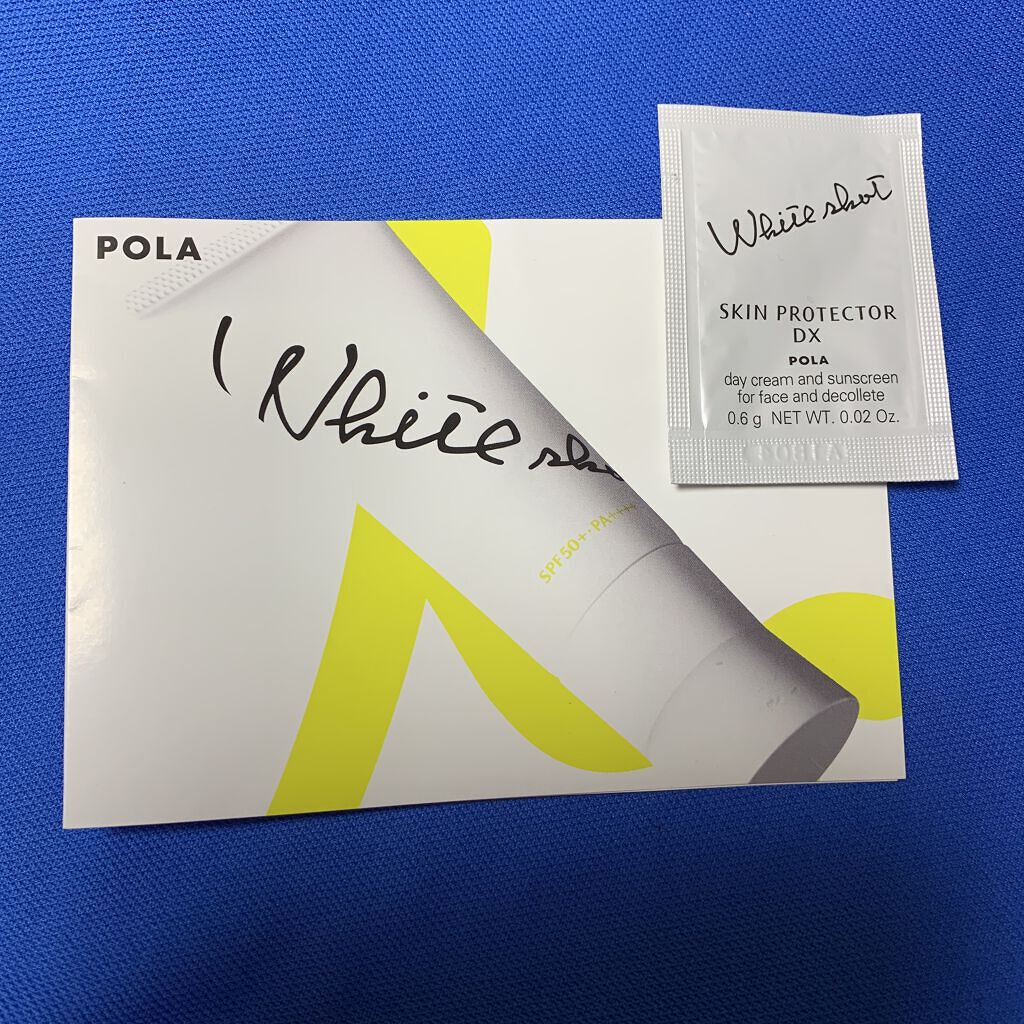 POLA
White sho
SPF50+・PA++++
White shot
SKIN PROTECTOR
DX
POLA
day cream and sunscreen
for face and decollete
0.6 g NET WT. 0.02 Oz.